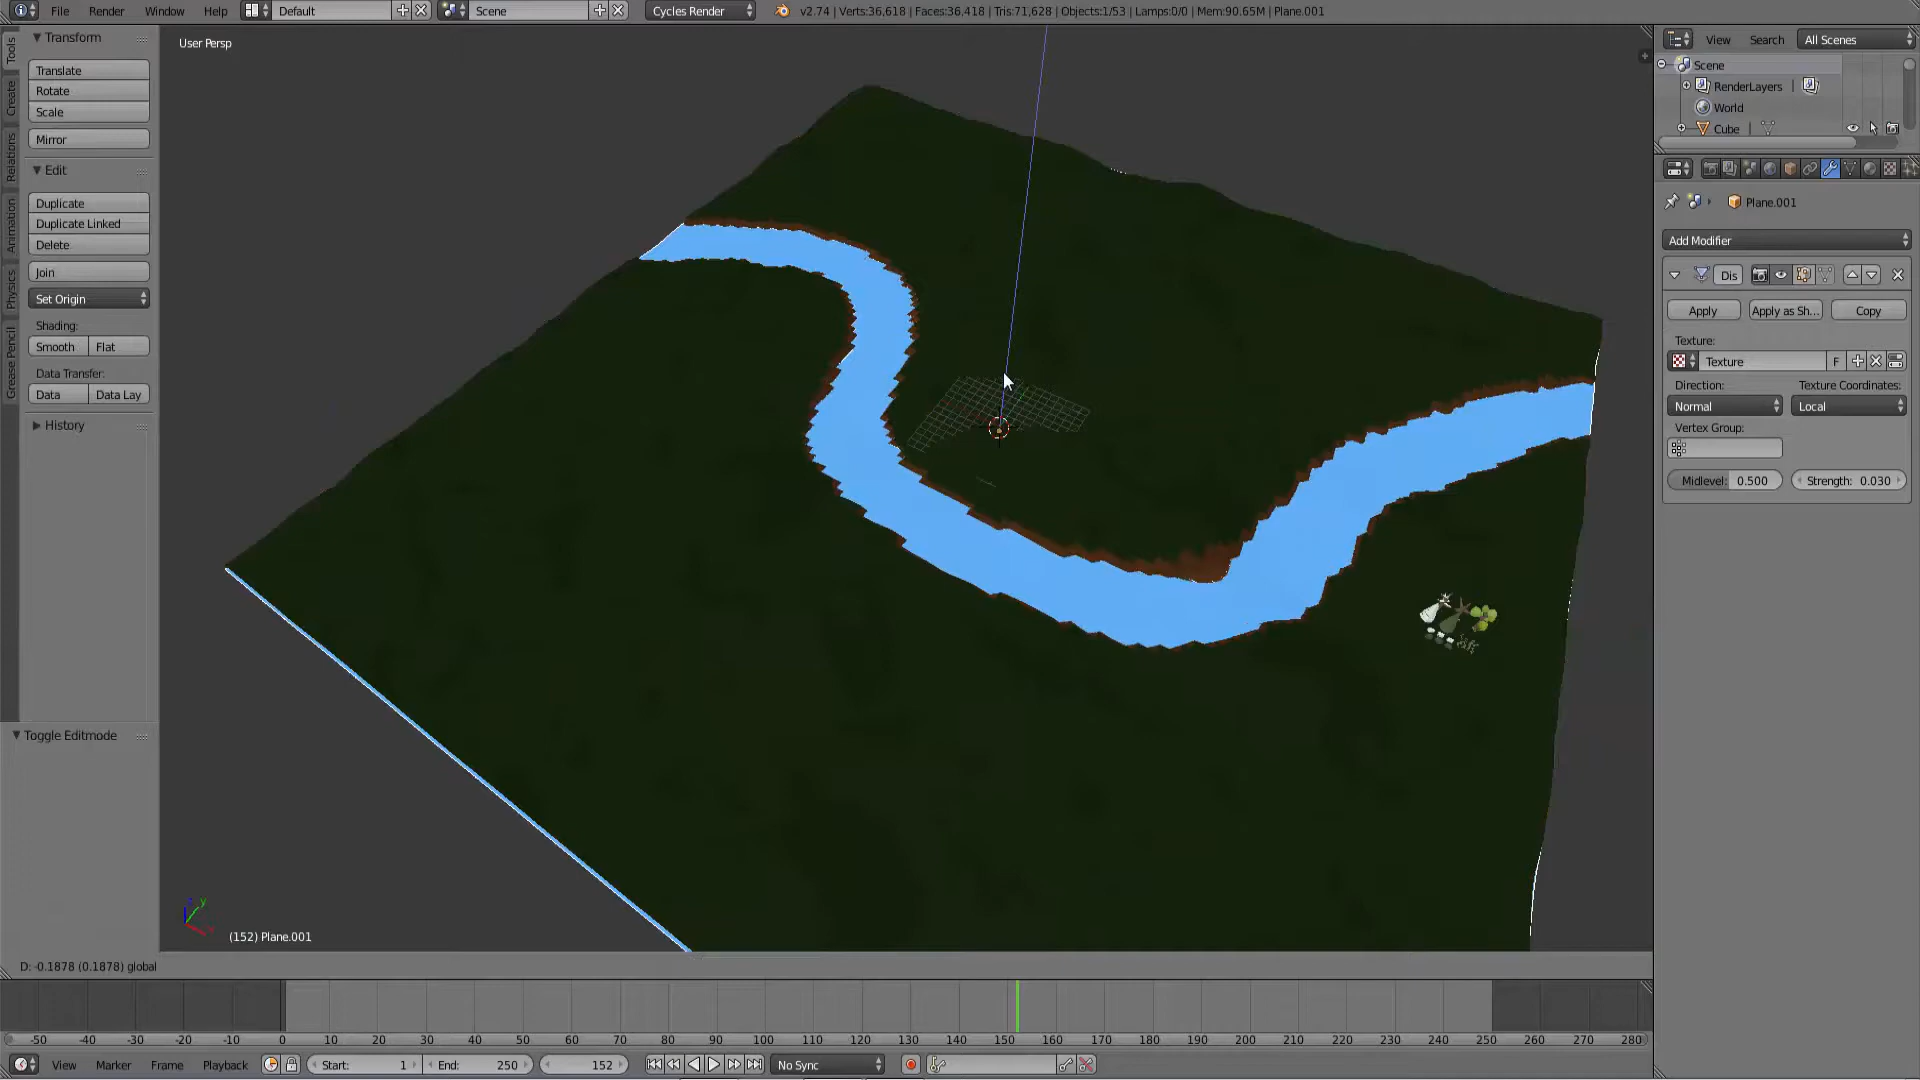 File Render Window Help Default Scene Cycles Render v2.74 | Verts:36,618 | Faces:36,418 | Tris:71,628 | Objects:1/53 | Lamps:0/0 | Mem:90.65M | Plane.001
Tools
Create
Relations
Animation
Physics
Grease Pencil
Transform
Translate
Rotate
Scale
Mirror
Edit
Duplicate
Duplicate Linked
Delete
Join
Set Origin
Shading:
Smooth Flat
Data Transfer:
Data Data Lay
History
Toggle Editmode
User Persp
(152) Plane.001
D: -0.1878 (0.1878) global
View Search All Scenes
Scene
RenderLayers
World
Cube
Plane.001
Add Modifier
Dis
Apply Apply as Sh... Copy
Texture:
Texture F
Direction: Texture Coordinates:
Normal Local
Vertex Group:
Midlevel: 0.500 Strength: 0.030
-50 -40 -30 -20 -10 0 10 20 30 40 50 60 70 80 90 100 110 120 130 140 150 160 170 180 190 200 210 220 230 240 250 260 270 280
View Marker Frame Playback Start: 1 End: 250 152 No Sync